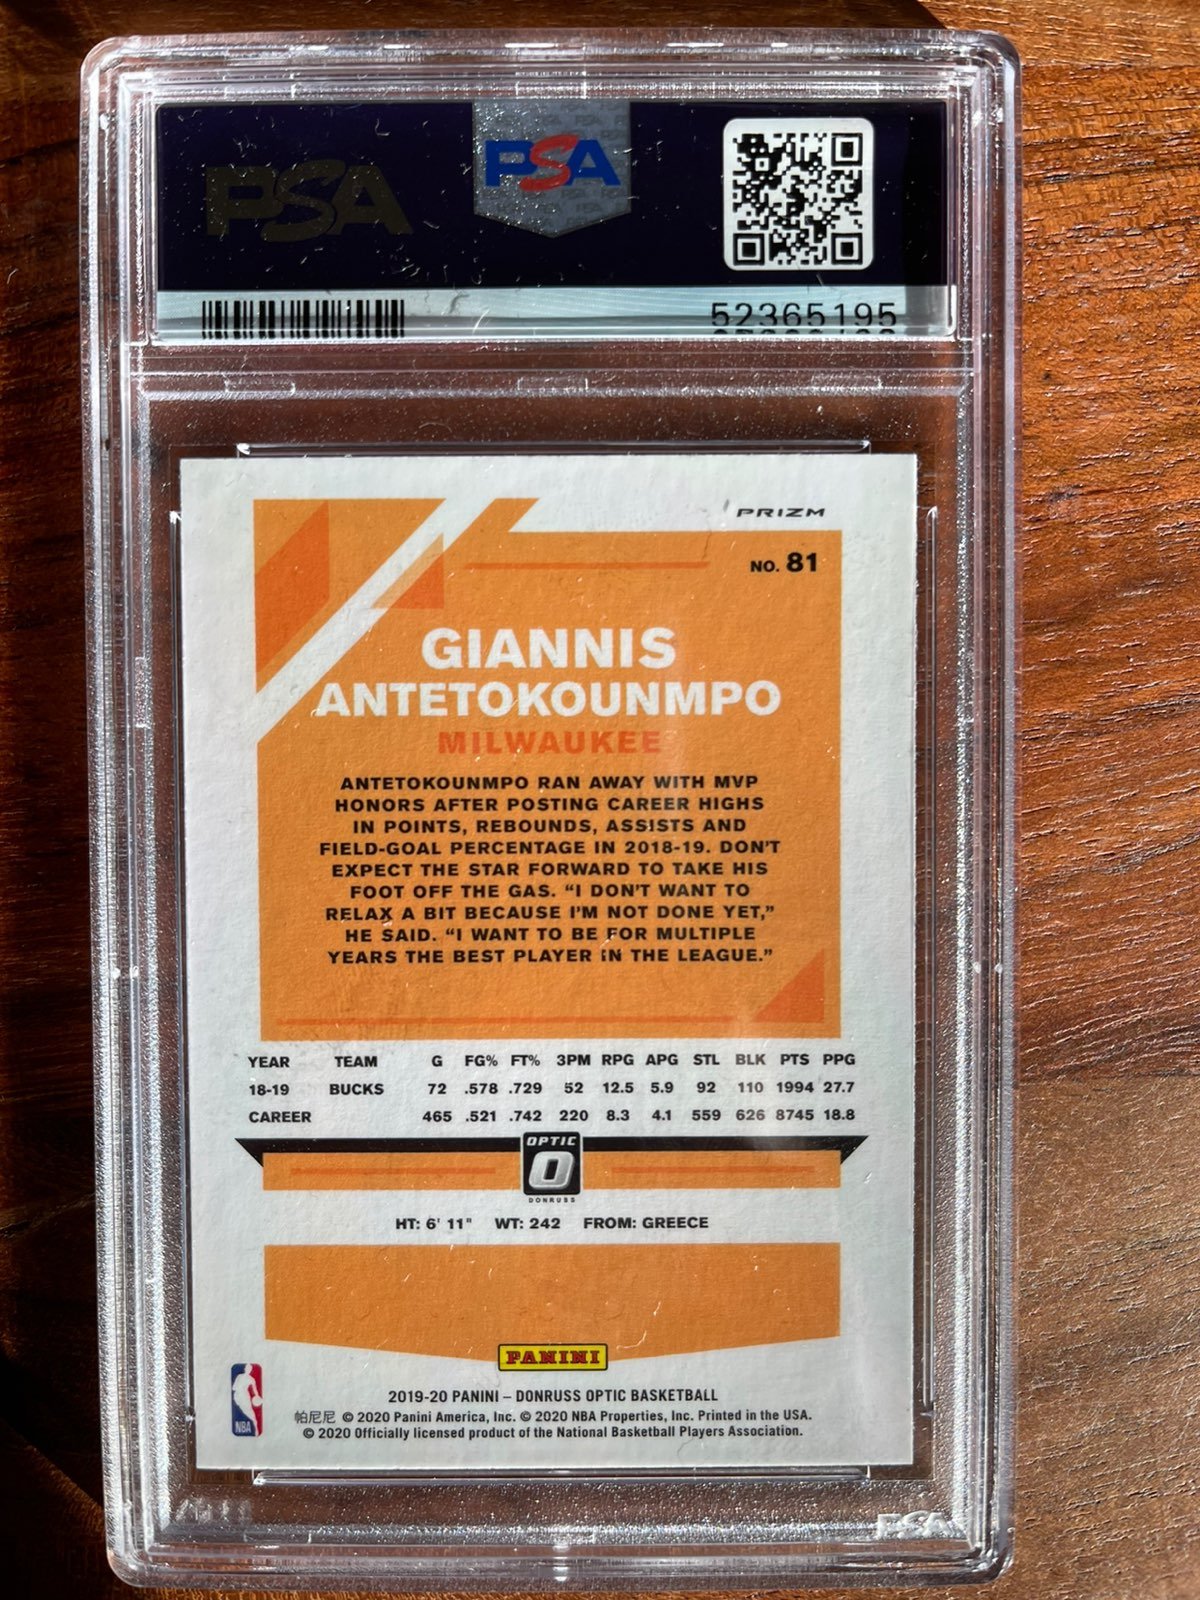 PSA
PSA
52365195
PRIZM
NO. 81
GIANNIS
ANTETOKOUNMPO
MILWAUKEE
ANTETOKOUNMPO RAN AWAY WITH MVP
HONORS AFTER POSTING CAREER HIGHS
IN POINTS, REBOUNDS, ASSISTS AND
FIELD-GOAL PERCENTAGE IN 2018-19. DON'T
EXPECT THE STAR FORWARD TO TAKE HIS
FOOT OFF THE GAS. “I DON'T WANT TO
RELAX A BIT BECAUSE I'M NOT DONE YET,”
HE SAID. “I WANT TO BE FOR MULTIPLE
YEARS THE BEST PLAYER IN THE LEAGUE.”
YEAR TEAM G FG% FT% 3PM RPG APG STL BLK PTS PPG
18-19 BUCKS 72 .578 .729 52 12.5 5.9 92 110 1994 27.7
CAREER 465 .521 .742 220 8.3 4.1 559 626 8745 18.8
OPTIC
DONRUSS
HT: 6' 11" WT: 242 FROM: GREECE
PANINI
NBA
2019-20 PANINI – DONRUSS OPTIC BASKETBALL
帕尼尼 © 2020 Panini America, Inc. © 2020 NBA Properties, Inc. Printed in the USA.
© 2020 Officially licensed product of the National Basketball Players Association.
PSA